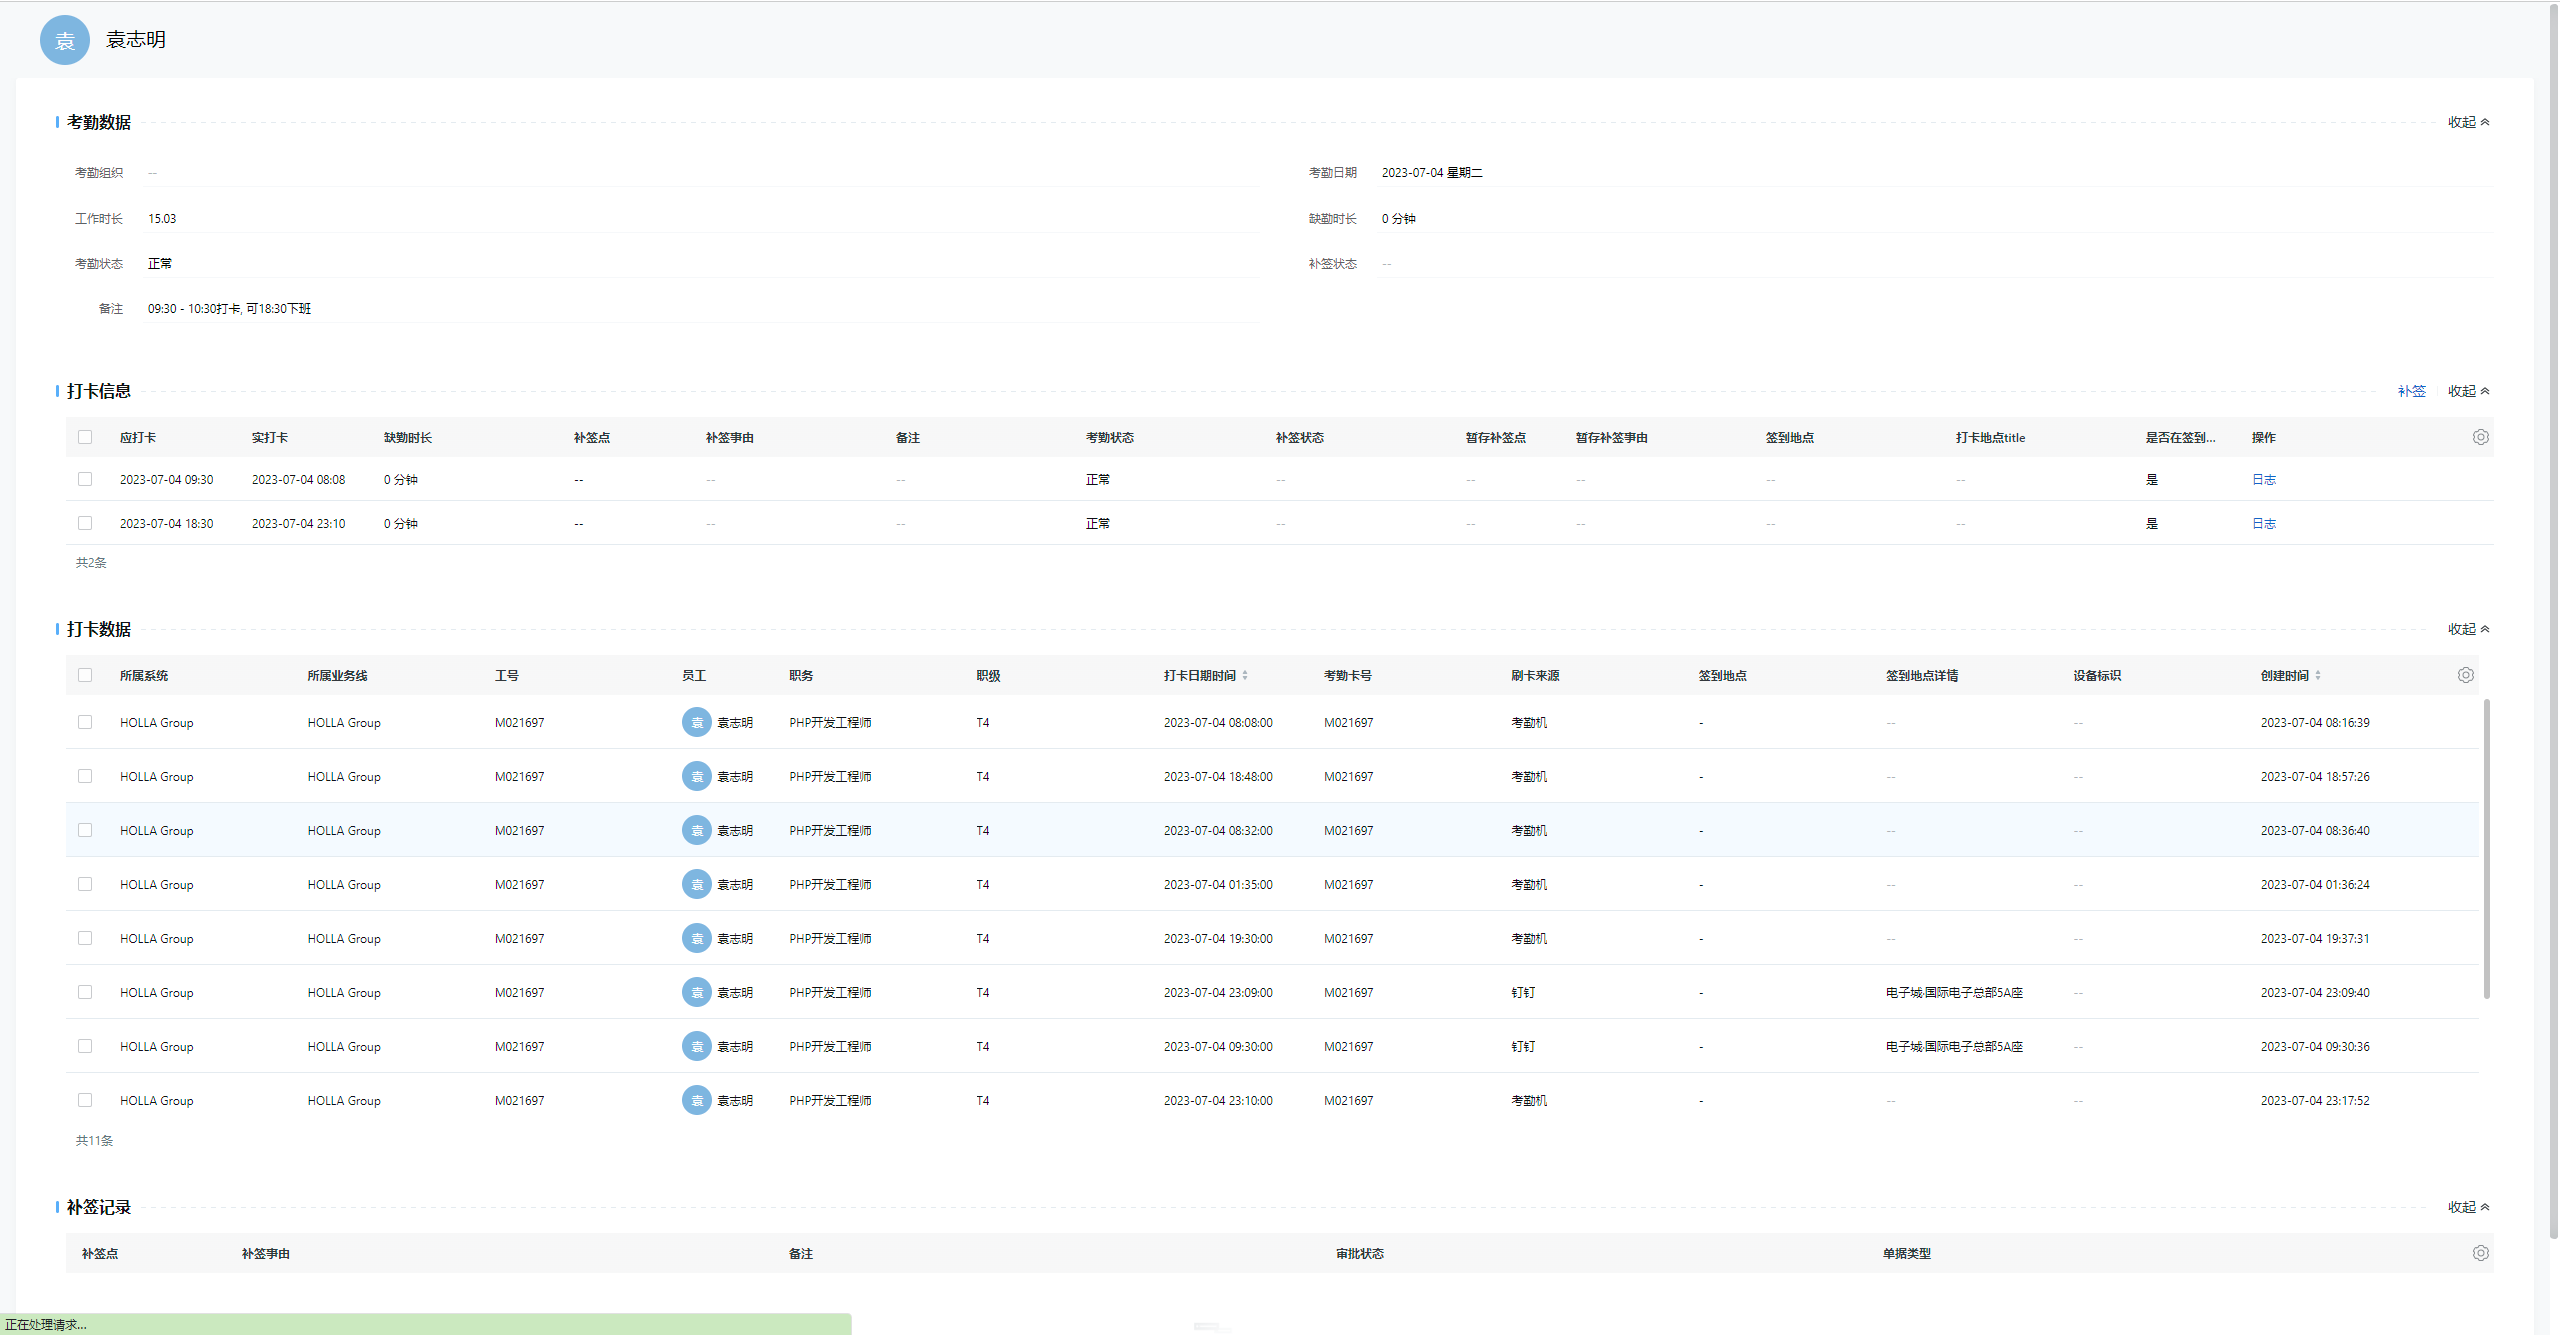 袁 袁志明
考勤数据 收起
考勤组织 -- 考勤日期 2023-07-04 星期二
工作时长 15.03 缺勤时长 0 分钟
考勤状态 正常 补签状态 --
备注 09:30 - 10:30打卡, 可18:30下班
打卡信息 补签 收起
应打卡 实打卡 缺勤时长 补签点 补签事由 备注 考勤状态 补签状态 暂存补签点 暂存补签事由 签到地点 打卡地点title 是否在签到... 操作
2023-07-04 09:30 2023-07-04 08:08 0 分钟 -- -- -- 正常 -- -- -- -- -- 是 日志
2023-07-04 18:30 2023-07-04 23:10 0 分钟 -- -- -- 正常 -- -- -- -- -- 是 日志
共2条
打卡数据 收起
所属系统 所属业务线 工号 员工 职务 职级 打卡日期时间 考勤卡号 刷卡来源 签到地点 签到地点详情 设备标识 创建时间
HOLLA Group HOLLA Group M021697 袁 袁志明 PHP开发工程师 T4 2023-07-04 08:08:00 M021697 考勤机 - -- -- 2023-07-04 08:16:39
HOLLA Group HOLLA Group M021697 袁 袁志明 PHP开发工程师 T4 2023-07-04 18:48:00 M021697 考勤机 - -- -- 2023-07-04 18:57:26
HOLLA Group HOLLA Group M021697 袁 袁志明 PHP开发工程师 T4 2023-07-04 08:32:00 M021697 考勤机 - -- -- 2023-07-04 08:36:40
HOLLA Group HOLLA Group M021697 袁 袁志明 PHP开发工程师 T4 2023-07-04 01:35:00 M021697 考勤机 - -- -- 2023-07-04 01:36:24
HOLLA Group HOLLA Group M021697 袁 袁志明 PHP开发工程师 T4 2023-07-04 19:30:00 M021697 考勤机 - -- -- 2023-07-04 19:37:31
HOLLA Group HOLLA Group M021697 袁 袁志明 PHP开发工程师 T4 2023-07-04 23:09:00 M021697 钉钉 - 电子城·国际电子总部5A座 -- 2023-07-04 23:09:40
HOLLA Group HOLLA Group M021697 袁 袁志明 PHP开发工程师 T4 2023-07-04 09:30:00 M021697 钉钉 - 电子城·国际电子总部5A座 -- 2023-07-04 09:30:36
HOLLA Group HOLLA Group M021697 袁 袁志明 PHP开发工程师 T4 2023-07-04 23:10:00 M021697 考勤机 - -- -- 2023-07-04 23:17:52
共11条
补签记录 收起
补签点 补签事由 备注 审批状态 单据类型
正在处理请求...